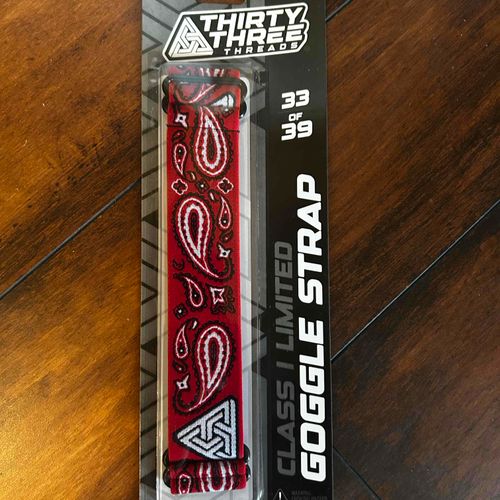 THIRTY
THREE
THREADS
33
OF
39
CLASS I LIMITED
GOGGLE STRAP